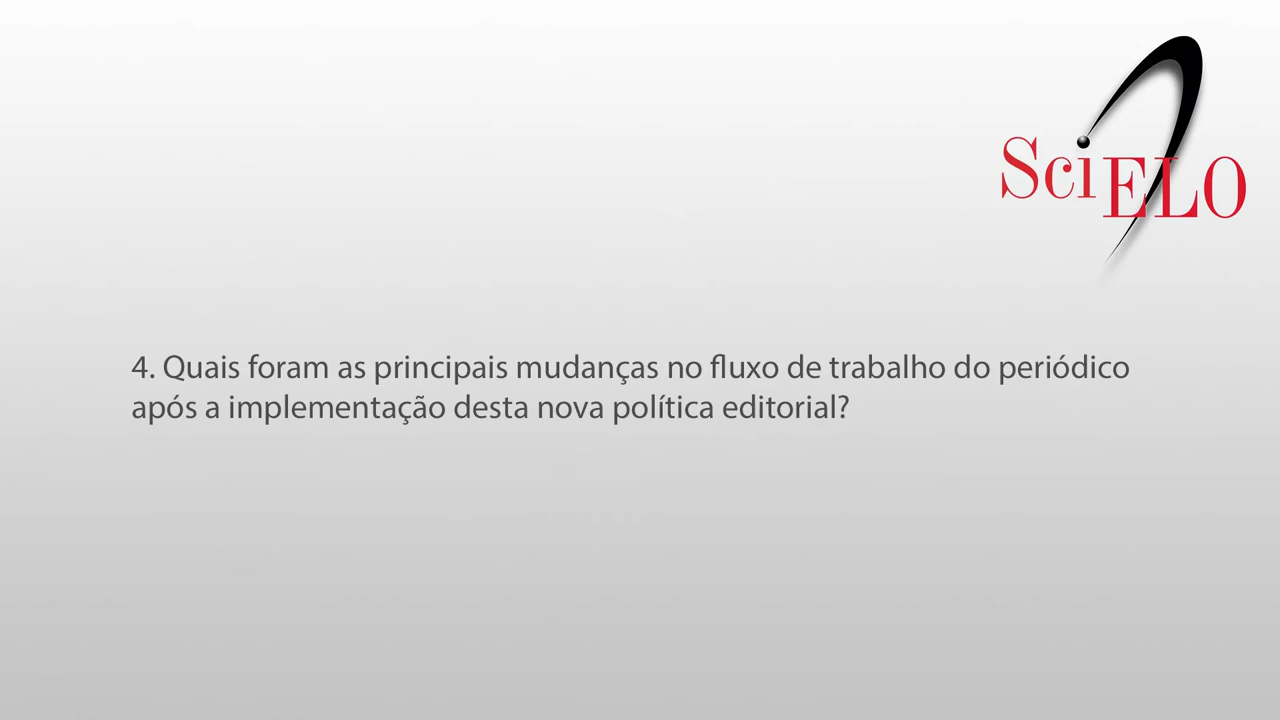 SciELO
4. Quais foram as principais mudanças no fluxo de trabalho do periódico
após a implementação desta nova política editorial?